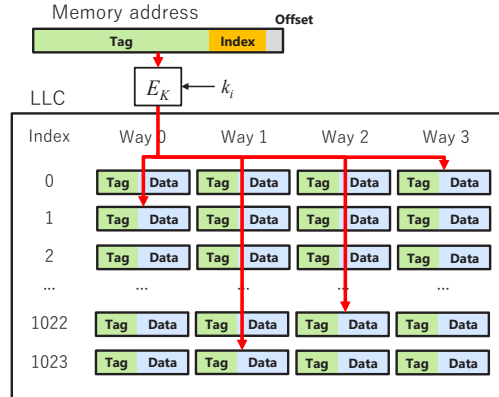 Memory address
Offset
Tag Index
E_K k_i
LLC
Index Way 0 Way 1 Way 2 Way 3
0 Tag Data Tag Data Tag Data Tag Data
1 Tag Data Tag Data Tag Data Tag Data
2 Tag Data Tag Data Tag Data Tag Data
... ... ... ... ...
1022 Tag Data Tag Data Tag Data Tag Data
1023 Tag Data Tag Data Tag Data Tag Data